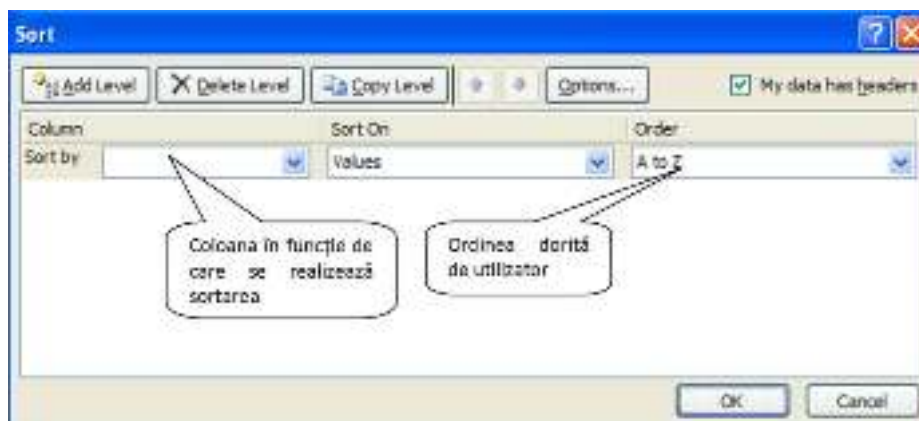 Sort
Add Level Delete Level Copy Level Options... My data has headers
Column Sort On Order
Sort by Values A to Z
Coloana în funcție de
care se realizează
sortarea
Ordinea dorită
de utilizator
OK Cancel